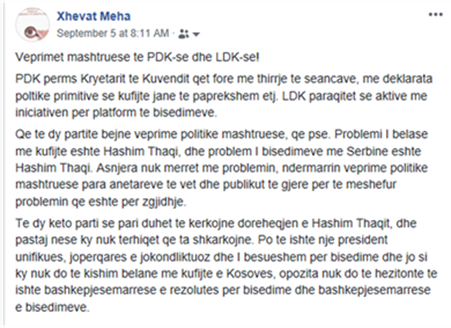 Xhevat Meha
September 5 at 8:11 AM ·
Veprimet mashtruese te PDK-se dhe LDK-se!
PDK perms Kryetarit te Kuvendit qet fore me thirrje te seancave, me deklarata
poltike primitive se kufijte jane te paprekshem etj. LDK paraqitet se aktive me
iniciativen per platform te bisedimeve.
Qe te dy partite bejne veprime politike mashtruese, qe pse. Problemi I belase
me kufijte eshte Hashim Thaqi, dhe problem I bisedimeve me Serbine eshte
Hashim Thaqi. Asnjera nuk merret me problemin, ndermarrin veprime politike
mashtruese para anetareve te vet dhe publikut te gjere per te meshefur
problemin qe eshte per zgjidhje.
Te dy keto parti se pari duhet te kerkojne doreheqjen e Hashim Thaqit, dhe
pastaj nese ky nuk terhiqet qe ta shkarkojne. Po te ishte nje president
unifikues, joperqares e jokondliktuoz dhe I besueshem per bisedime dhe jo si
ky nuk do te kishim belane me kufijte e Kosoves, opozita nuk do te hezitonte te
ishte bashkepjesemarrese e rezolutes per bisedime dhe bashkepjesemarrese
e bisedimeve.